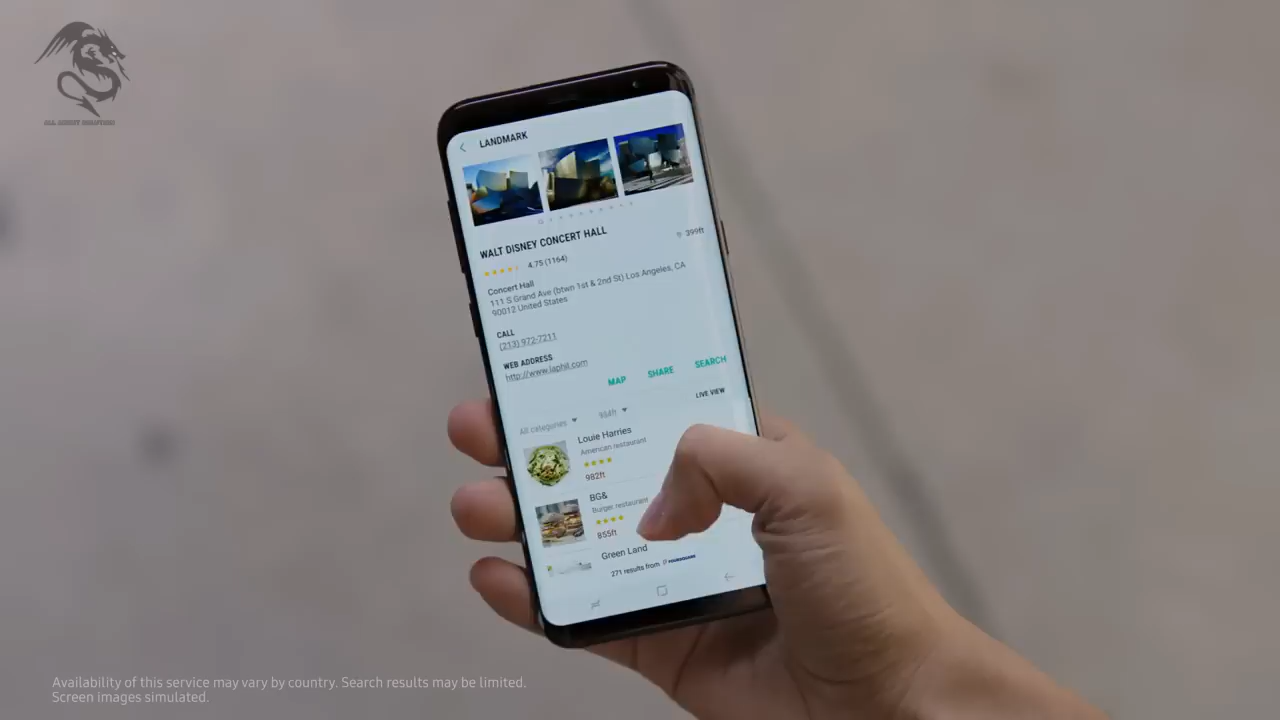 LANDMARK
WALT DISNEY CONCERT HALL
399ft
4.75 (1164)
Concert Hall
111 S Grand Ave (btwn 1st & 2nd St) Los Angeles, CA
90012 United States
CALL
(213) 972-7211
WEB ADDRESS
http://www.laphil.com
MAP SHARE SEARCH
LIVE VIEW
All categories 984ft
Louie Harries
American restaurant
982ft
BG&
Burger restaurant
855ft
Green Land
271 results from FOURSQUARE
Availability of this service may vary by country. Search results may be limited.
Screen images simulated.